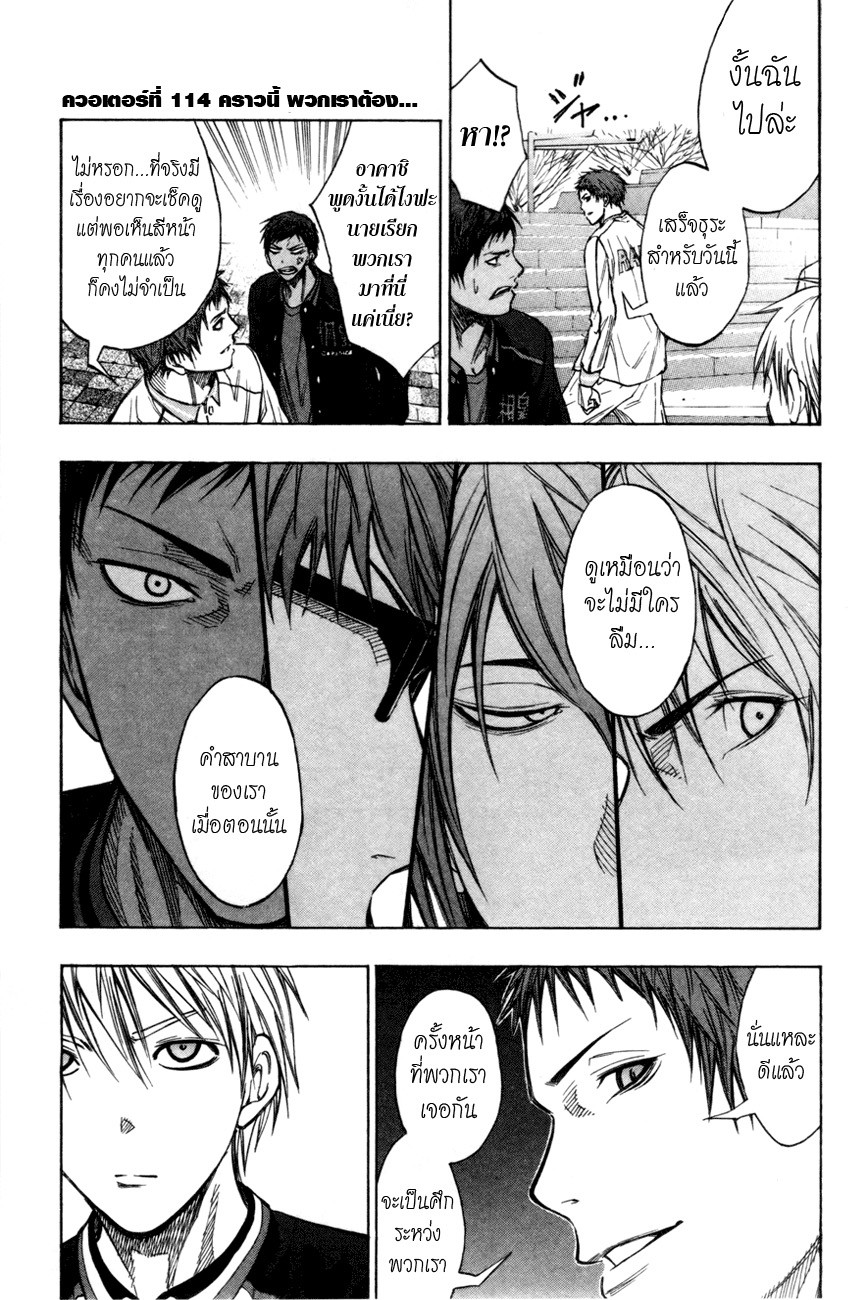 ควอเตอร์ที่ 114 คราวนี้ พวกเราต้อง...
งั้นฉัน
ไปล่ะ
เสร็จธุระ
สำหรับวันนี้
แล้ว
หา!?
อาคาชิ
พูดงั้นได้ไงฟะ
นายเรียก
พวกเรา
มาที่นี่
แค่เนี่ย?
ไม่หรอก...ที่จริงมี
เรื่องอยากจะเช็คดู
แต่พอเห็นสีหน้า
ทุกคนแล้ว
ก็คงไม่จำเป็น
ดูเหมือนว่า
จะไม่มีใคร
ลืม...
คำสาบาน
ของเรา
เมื่อตอนนั้น
นั่นแหละ
ดีแล้ว
ครั้งหน้า
ที่พวกเรา
เจอกัน
จะเป็นศึก
ระหว่ง
พวกเรา